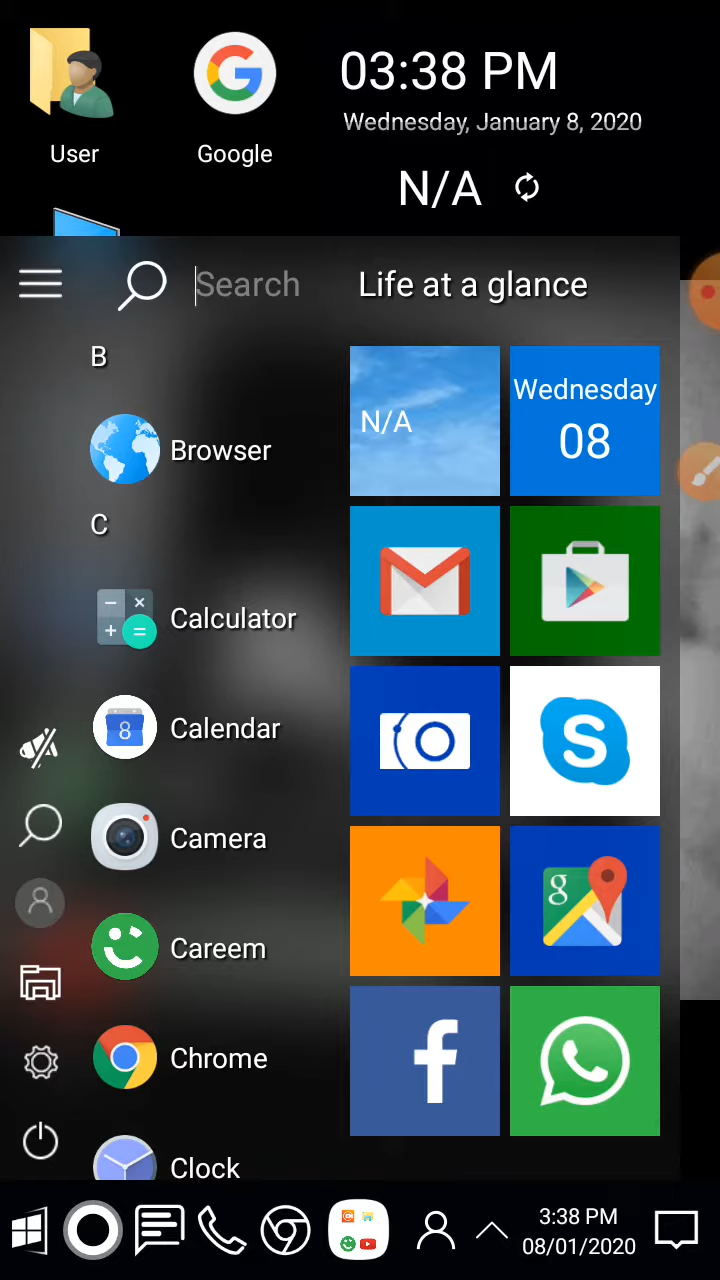 03:38 PM
Wednesday, January 8, 2020
User
Google
N/A
Search
Life at a glance
B
Browser
C
Calculator
8
Calendar
Camera
Careem
Chrome
Clock
N/A
Wednesday
08
S
g
f
3:38 PM
08/01/2020